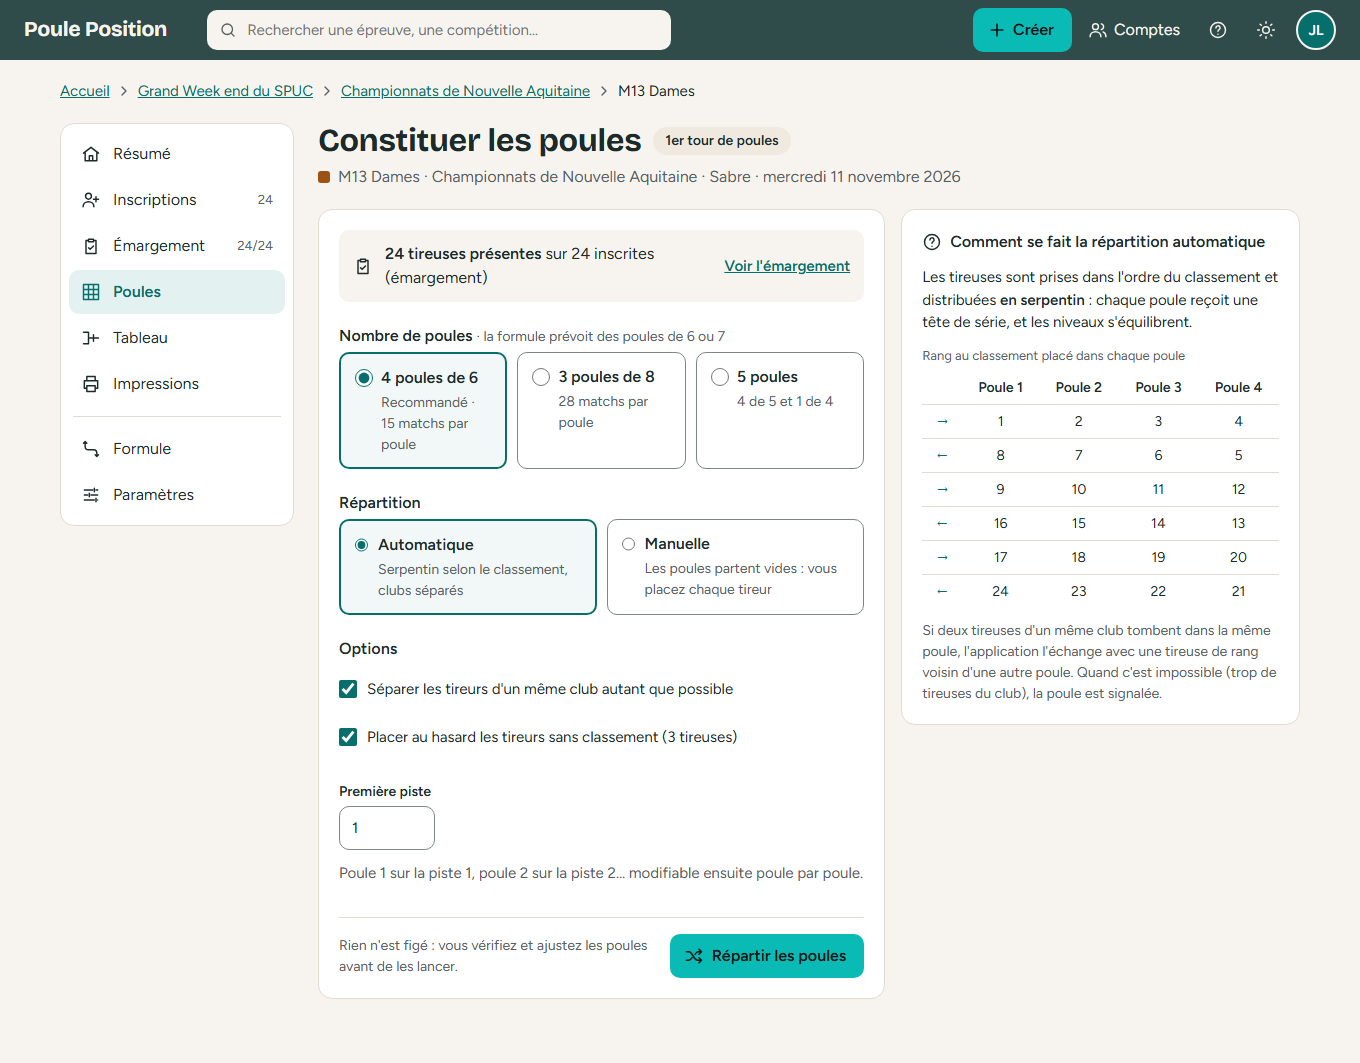 Poule Position
Rechercher une épreuve, une compétition...
Créer
Comptes
JL
Accueil > Grand Week end du SPUC > Championnats de Nouvelle Aquitaine > M13 Dames
Résumé
Inscriptions 24
Émargement 24/24
Poules
Tableau
Impressions
Formule
Paramètres
Constituer les poules 1er tour de poules
M13 Dames · Championnats de Nouvelle Aquitaine · Sabre · mercredi 11 novembre 2026
24 tireuses présentes sur 24 inscrites
(émargement)
Voir l'émargement
Nombre de poules · la formule prévoit des poules de 6 ou 7
4 poules de 6
Recommandé ·
15 matchs par
poule
3 poules de 8
28 matchs par
poule
5 poules
4 de 5 et 1 de 4
Répartition
Automatique
Serpentin selon le classement,
clubs séparés
Manuelle
Les poules partent vides : vous
placez chaque tireur
Options
Séparer les tireurs d'un même club autant que possible
Placer au hasard les tireurs sans classement (3 tireuses)
Première piste
1
Poule 1 sur la piste 1, poule 2 sur la piste 2... modifiable ensuite poule par poule.
Rien n'est figé : vous vérifiez et ajustez les poules
avant de les lancer.
Répartir les poules
Comment se fait la répartition automatique
Les tireuses sont prises dans l'ordre du classement et
distribuées en serpentin : chaque poule reçoit une
tête de série, et les niveaux s'équilibrent.
Rang au classement placé dans chaque poule
Poule 1 Poule 2 Poule 3 Poule 4
→ 1 2 3 4
← 8 7 6 5
→ 9 10 11 12
← 16 15 14 13
→ 17 18 19 20
← 24 23 22 21
Si deux tireuses d'un même club tombent dans la même
poule, l'application l'échange avec une tireuse de rang
voisin d'une autre poule. Quand c'est impossible (trop de
tireuses du club), la poule est signalée.